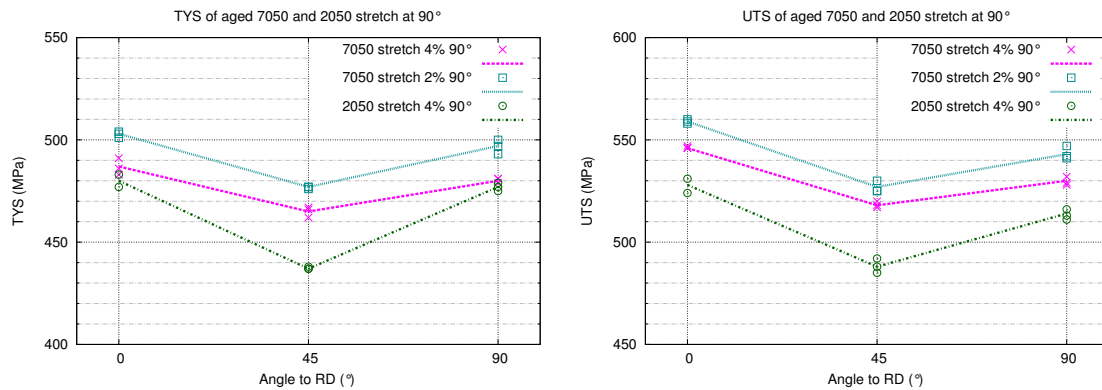 TYS of aged 7050 and 2050 stretch at 90°
550
500
450
400
TYS (MPa)
7050 stretch 4% 90°
7050 stretch 2% 90°
2050 stretch 4% 90°
0
45
90
Angle to RD (°)
UTS of aged 7050 and 2050 stretch at 90°
600
550
500
450
UTS (MPa)
7050 stretch 4% 90°
7050 stretch 2% 90°
2050 stretch 4% 90°
0
45
90
Angle to RD (°)